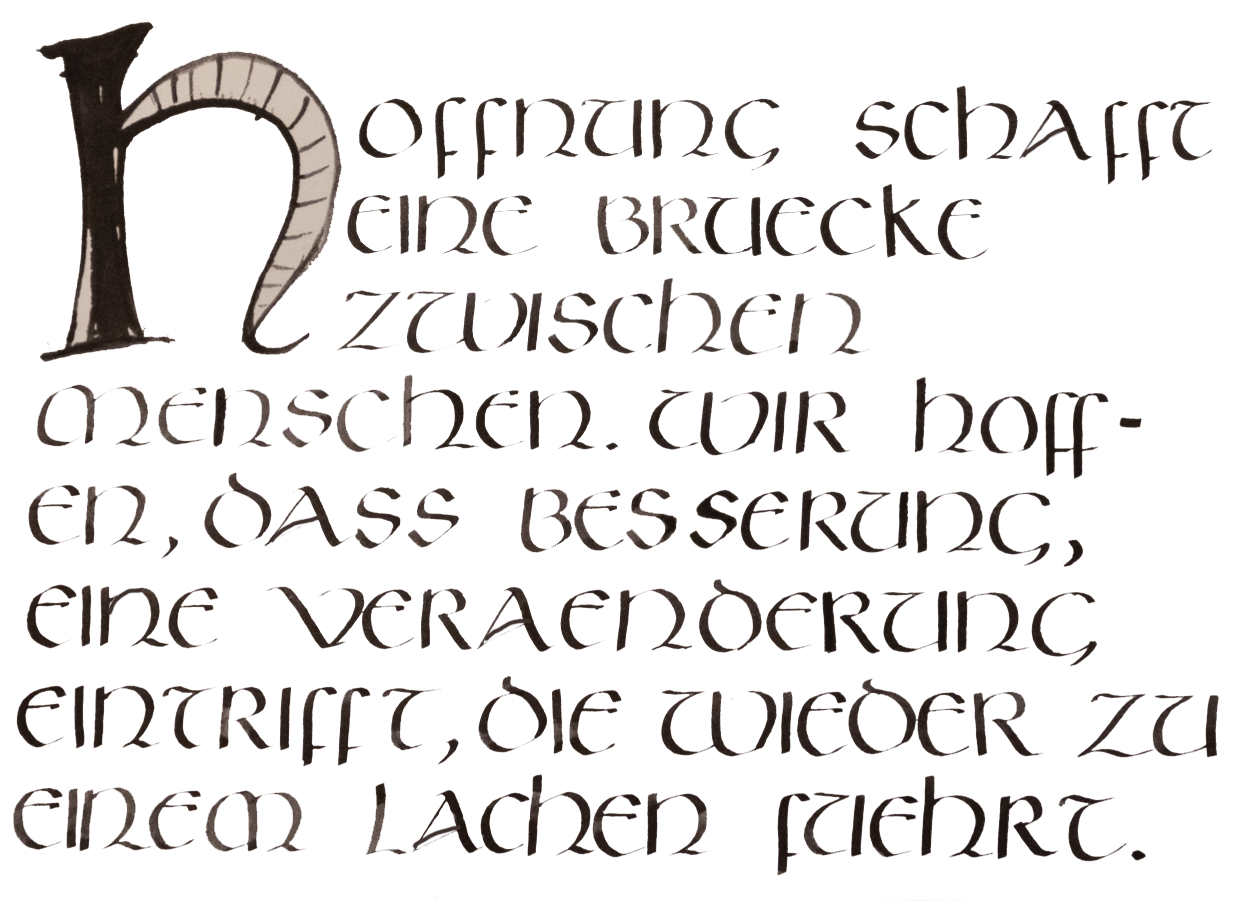 Hoffnung schafft
eine Bruecke
zwischen
Menschen. Wir hoff-
en, dass Besserung,
eine Veraenderung
eintrifft, die wieder zu
einem Lachen fuehrt.